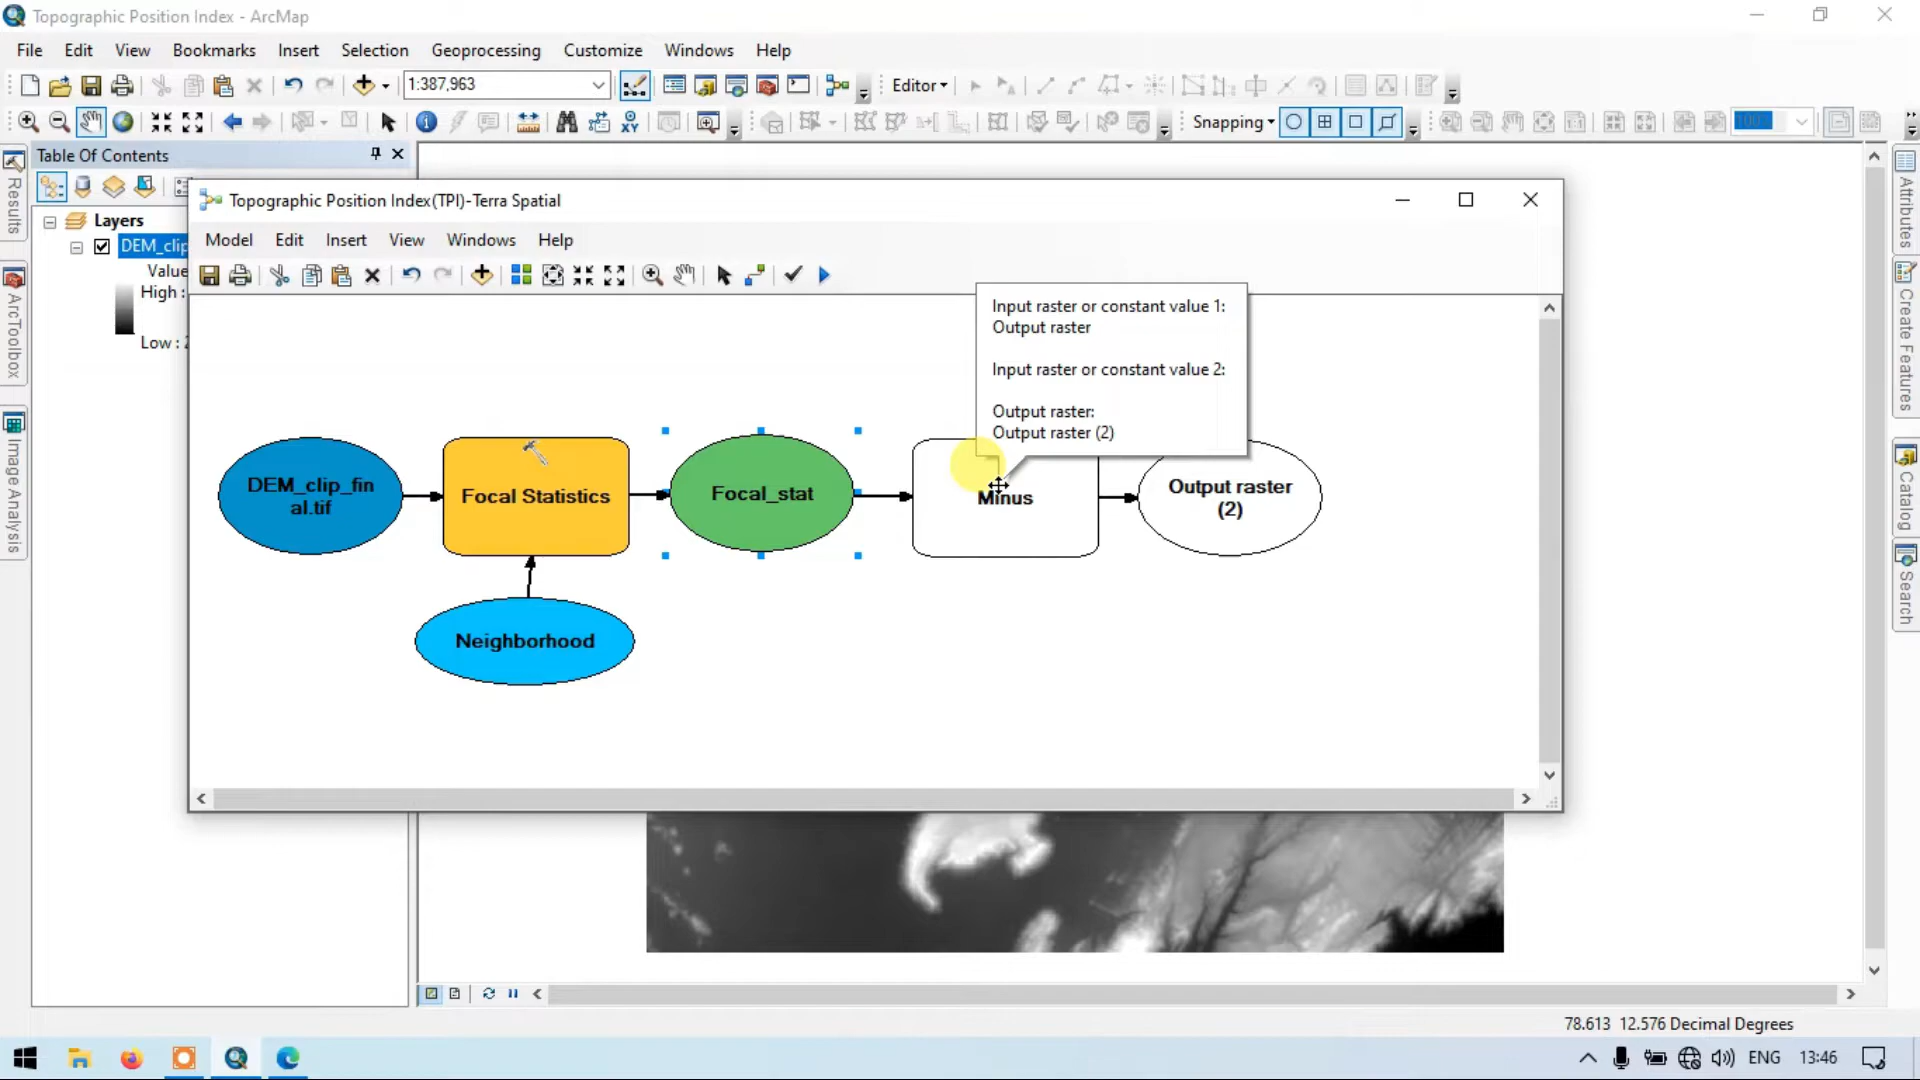 Topographic Position Index - ArcMap
File Edit View Bookmarks Insert Selection Geoprocessing Customize Windows Help
1:387,963
Editor
Snapping
100%
Table Of Contents
Results
ArcToolbox
Image Analysis
Layers
DEM_clip
Value
High :
Low : 2
Topographic Position Index(TPI)-Terra Spatial
Model Edit Insert View Windows Help
Input raster or constant value 1:
Output raster
Input raster or constant value 2:
Output raster:
Output raster (2)
DEM_clip_fin
al.tif
Focal Statistics
Focal_stat
Minus
Output raster
(2)
Neighborhood
Attributes
Create Features
Catalog
Search
78.613 12.576 Decimal Degrees
ENG
13:46